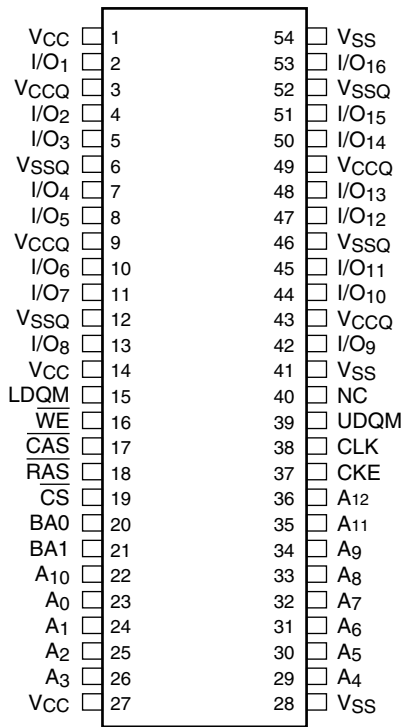 VCC 1 54 VSS
I/O1 2 53 I/O16
VCCQ 3 52 VSSQ
I/O2 4 51 I/O15
I/O3 5 50 I/O14
VSSQ 6 49 VCCQ
I/O4 7 48 I/O13
I/O5 8 47 I/O12
VCCQ 9 46 VSSQ
I/O6 10 45 I/O11
I/O7 11 44 I/O10
VSSQ 12 43 VCCQ
I/O8 13 42 I/O9
VCC 14 41 VSS
LDQM 15 40 NC
W̅E̅ 16 39 UDQM
C̅A̅S̅ 17 38 CLK
R̅A̅S̅ 18 37 CKE
C̅S̅ 19 36 A12
BA0 20 35 A11
BA1 21 34 A9
A10 22 33 A8
A0 23 32 A7
A1 24 31 A6
A2 25 30 A5
A3 26 29 A4
VCC 27 28 VSS